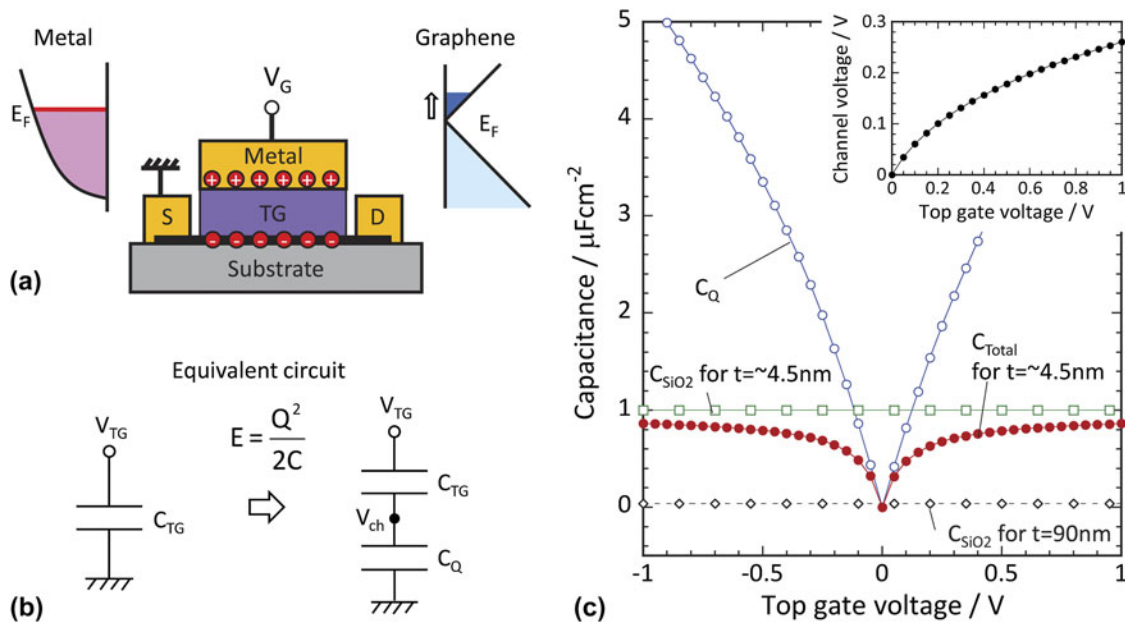 Metal
E_F
V_G
Metal
TG
S
D
Substrate
Graphene
E_F
(a)
Equivalent circuit
V_TG
C_TG
E = Q²/2C
V_TG
C_TG
V_ch
C_Q
(b)
Capacitance / μFcm⁻²
5
4
3
2
1
0
-1
-0.5
0
0.5
1
Top gate voltage / V
C_Q
C_SiO2 for t=~4.5nm
C_Total
for t=~4.5nm
C_SiO2 for t=90nm
Channel voltage / V
0.3
0.2
0.1
0
0
0.2
0.4
0.6
0.8
1
Top gate voltage / V
(c)